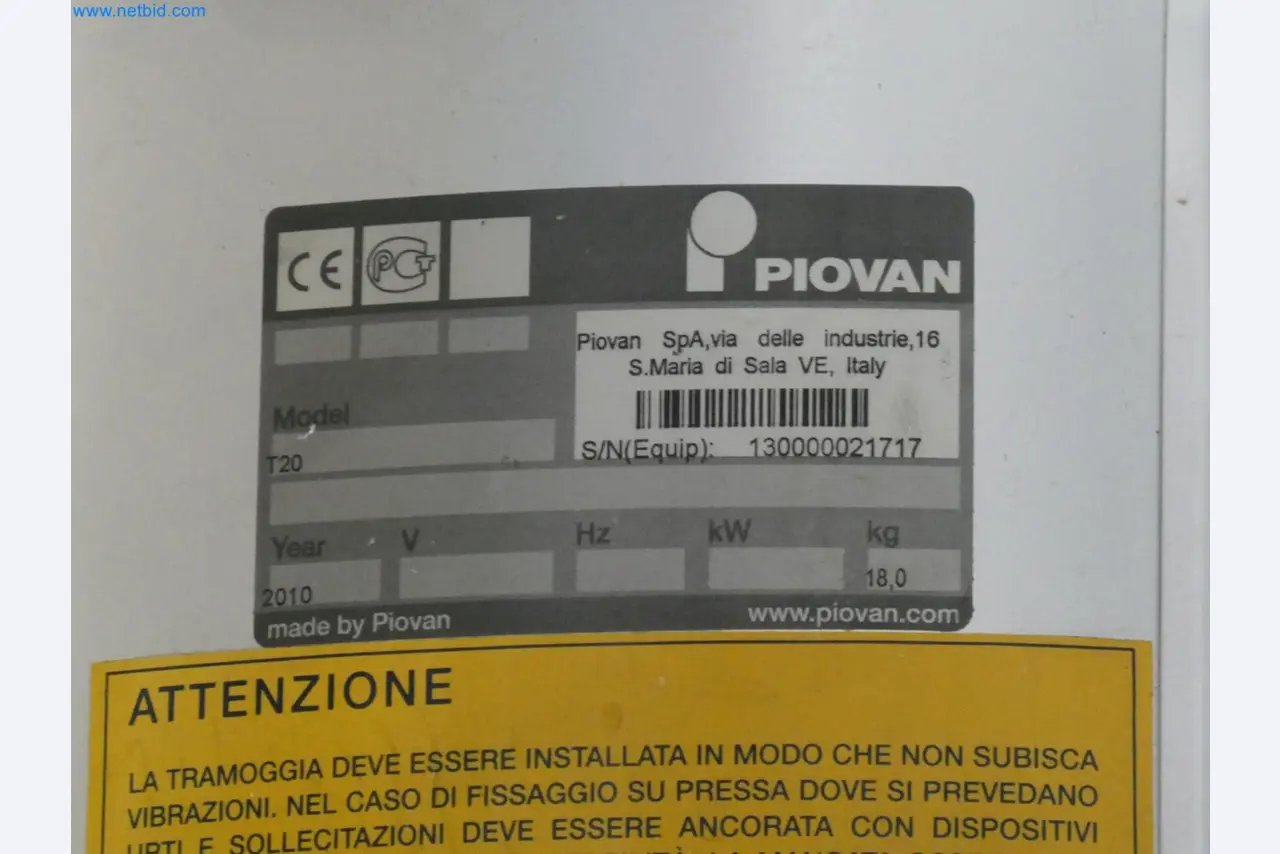 www.netbid.com
CE PCT
PIOVAN
Piovan SpA,via delle industrie,16
S.Maria di Sala VE, Italy
S/N(Equip): 130000021717
Model
T20
Year V Hz kW kg
2010 18,0
made by Piovan www.piovan.com
ATTENZIONE
LA TRAMOGGIA DEVE ESSERE INSTALLATA IN MODO CHE NON SUBISCA
VIBRAZIONI. NEL CASO DI FISSAGGIO SU PRESSA DOVE SI PREVEDANO
URTI E SOLLECITAZIONI DEVE ESSERE ANCORATA CON DISPOSITIVI